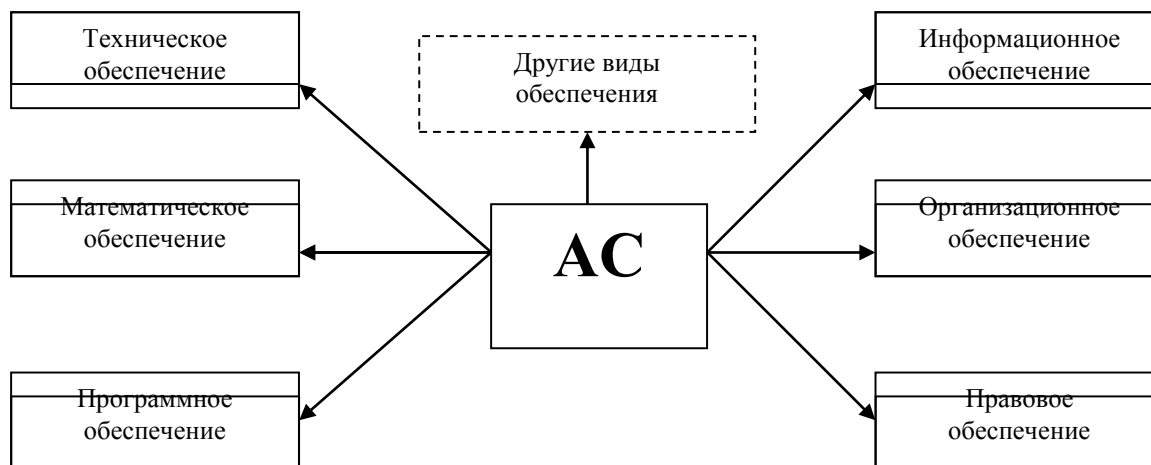 Техническое
обеспечение
Другие виды
обеспечения
Информационное
обеспечение
Математическое
обеспечение
АС
Организационное
обеспечение
Программное
обеспечение
Правовое
обеспечение